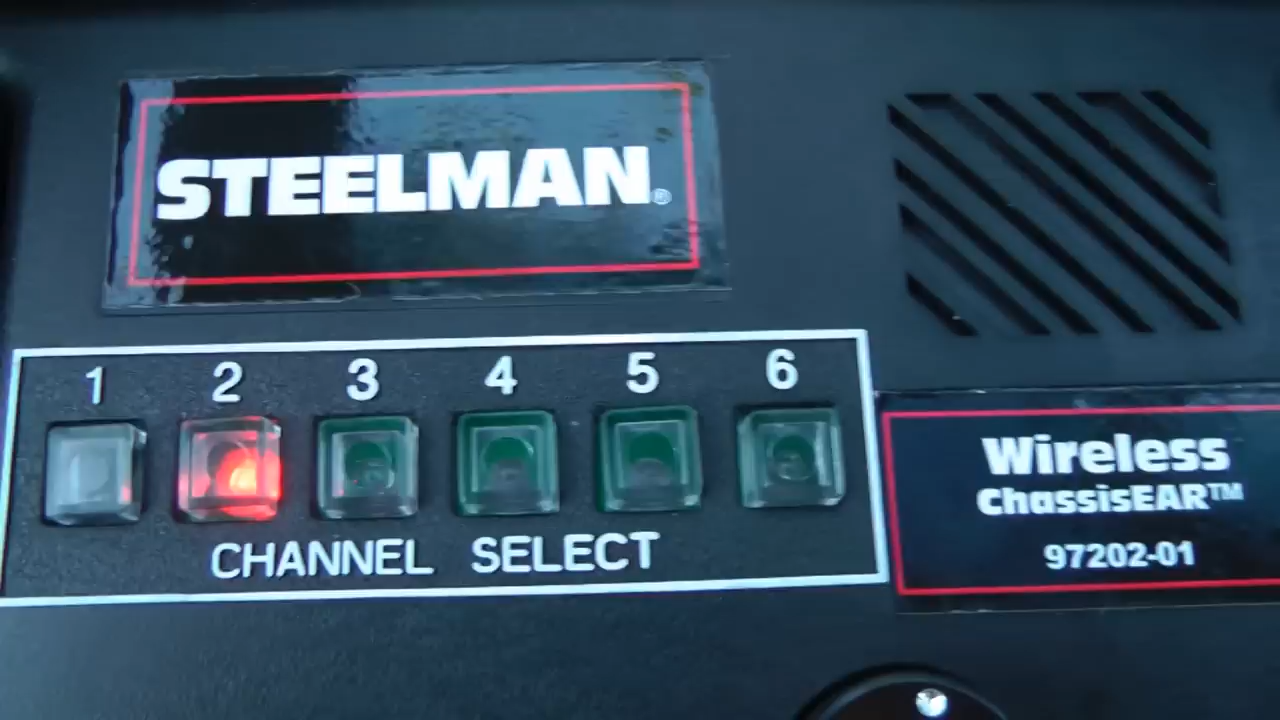 STEELMAN®
1 2 3 4 5 6
CHANNEL SELECT
Wireless
ChassisEAR™
97202-01